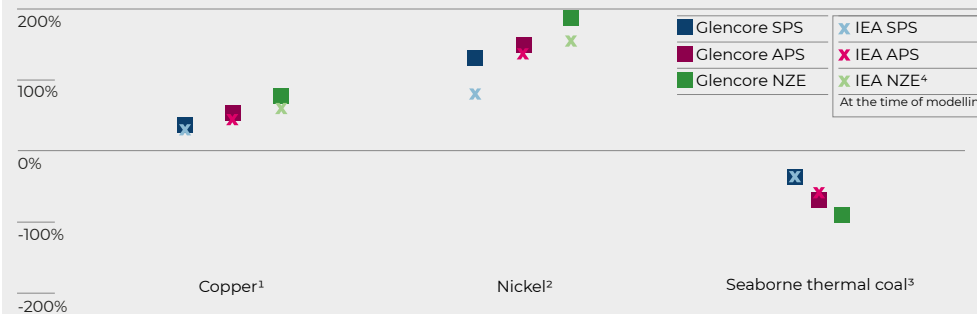 200%
Glencore SPS
IEA SPS
Glencore APS
IEA APS
Glencore NZE
IEA NZE⁴
100%
At the time of
0%
-100%
Copper¹
Nickel²
Seaborne thermal coal³
-200%